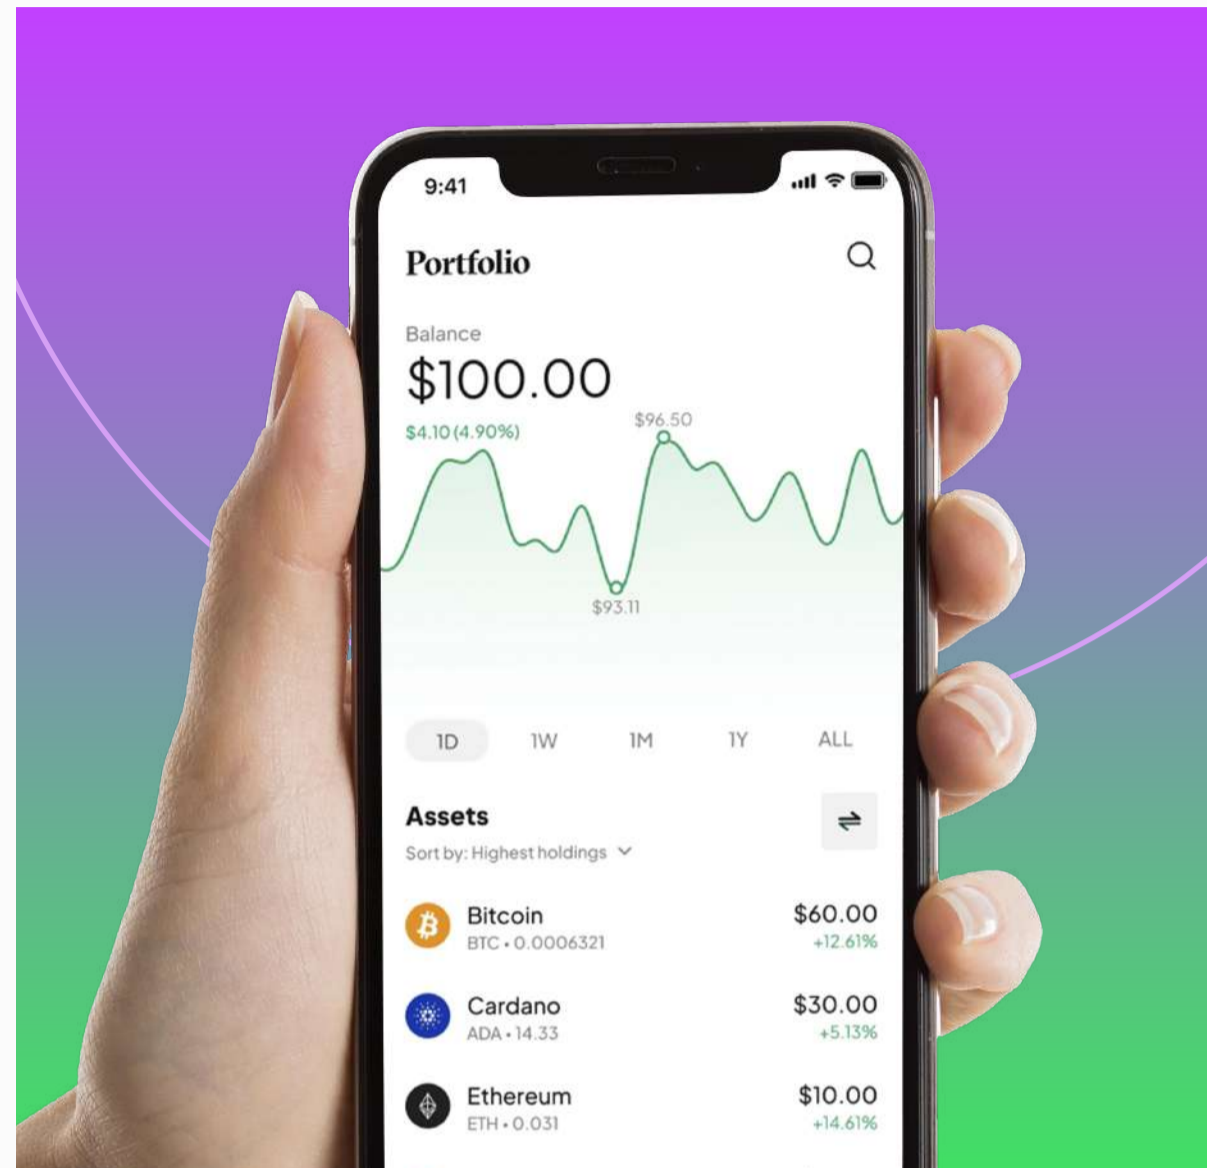 9:41
Portfolio
Balance
$100.00
$4.10 (4.90%)
$96.50
$93.11
1D 1W 1M 1Y ALL
Assets
Sort by: Highest holdings
Bitcoin $60.00
BTC • 0.0006321 +12.61%
Cardano $30.00
ADA • 14.33 +5.13%
Ethereum $10.00
ETH • 0.031 +14.61%